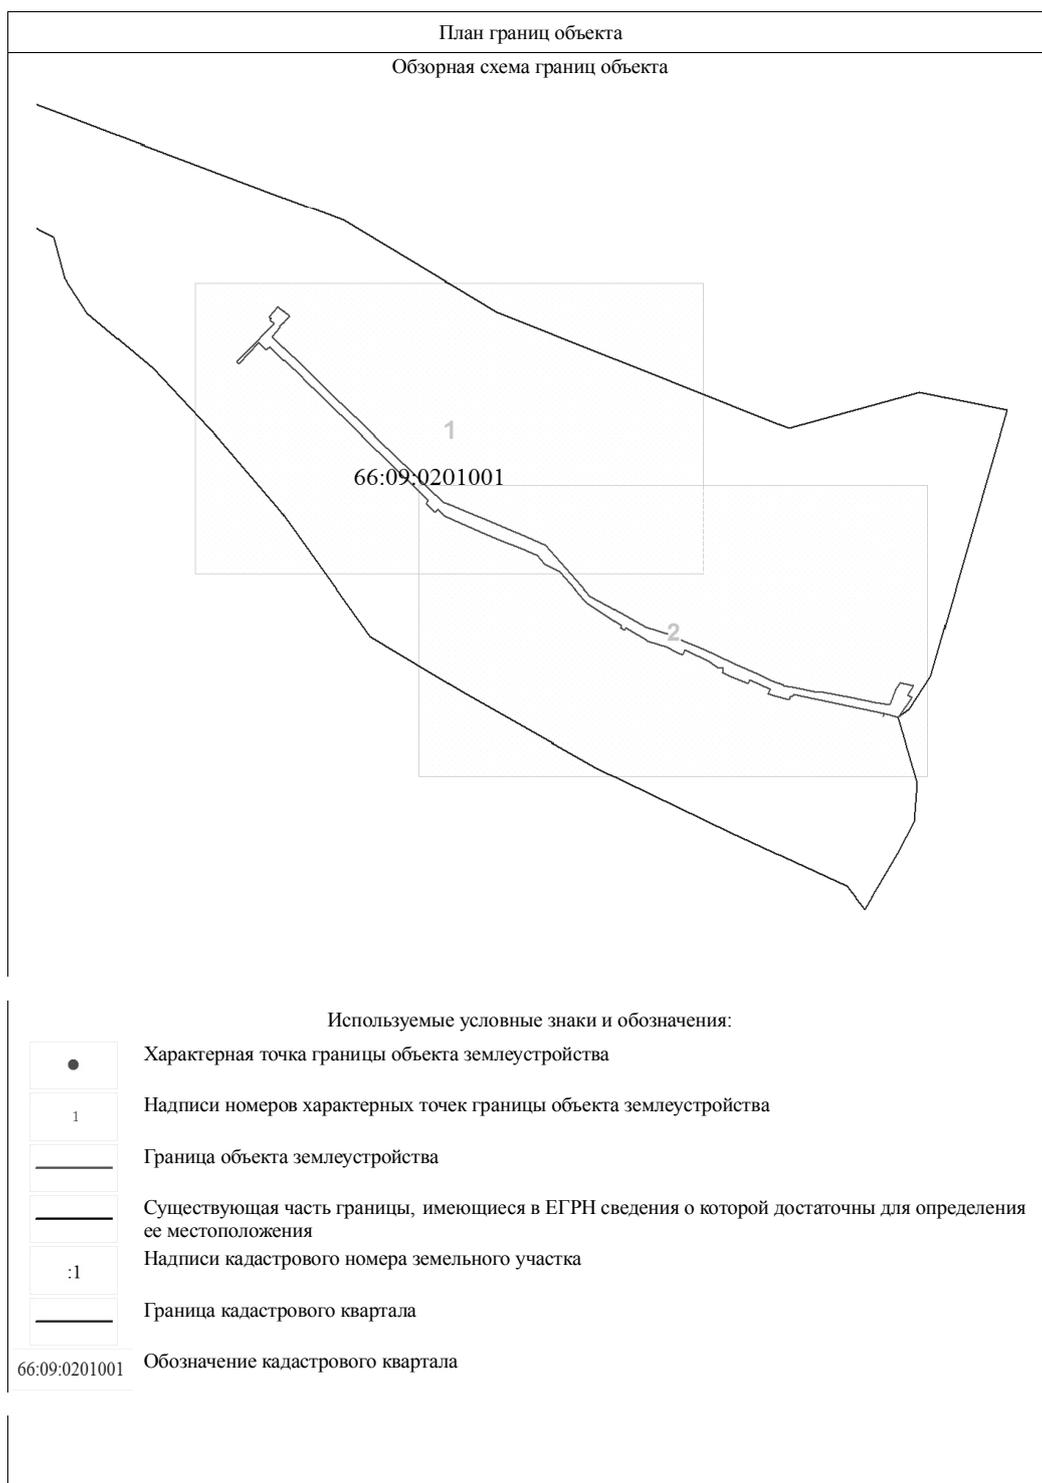 План границ объекта
Обзорная схема границ объекта
1
66:09:0201001
2
Используемые условные знаки и обозначения:
Характерная точка границы объекта землеустройства
1 Надписи номеров характерных точек границы объекта землеустройства
Граница объекта землеустройства
Существующая часть границы, имеющиеся в ЕГРН сведения о которой достаточны для определения
ее местоположения
:1 Надписи кадастрового номера земельного участка
Граница кадастрового квартала
66:09:0201001 Обозначение кадастрового квартала